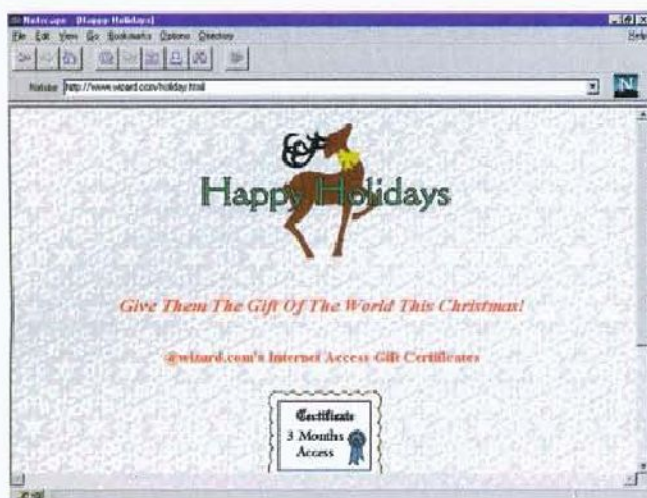 Netscape - [Happy Holidays]
File Edit View Go Bookmarks Options Directory Help
http://www.wizard.com/holiday.html
N
Happy Holidays
Give Them The Gift Of The World This Christmas!
@wizard.com's Internet Access Gift Certificates
Certificate
3 Months
Access